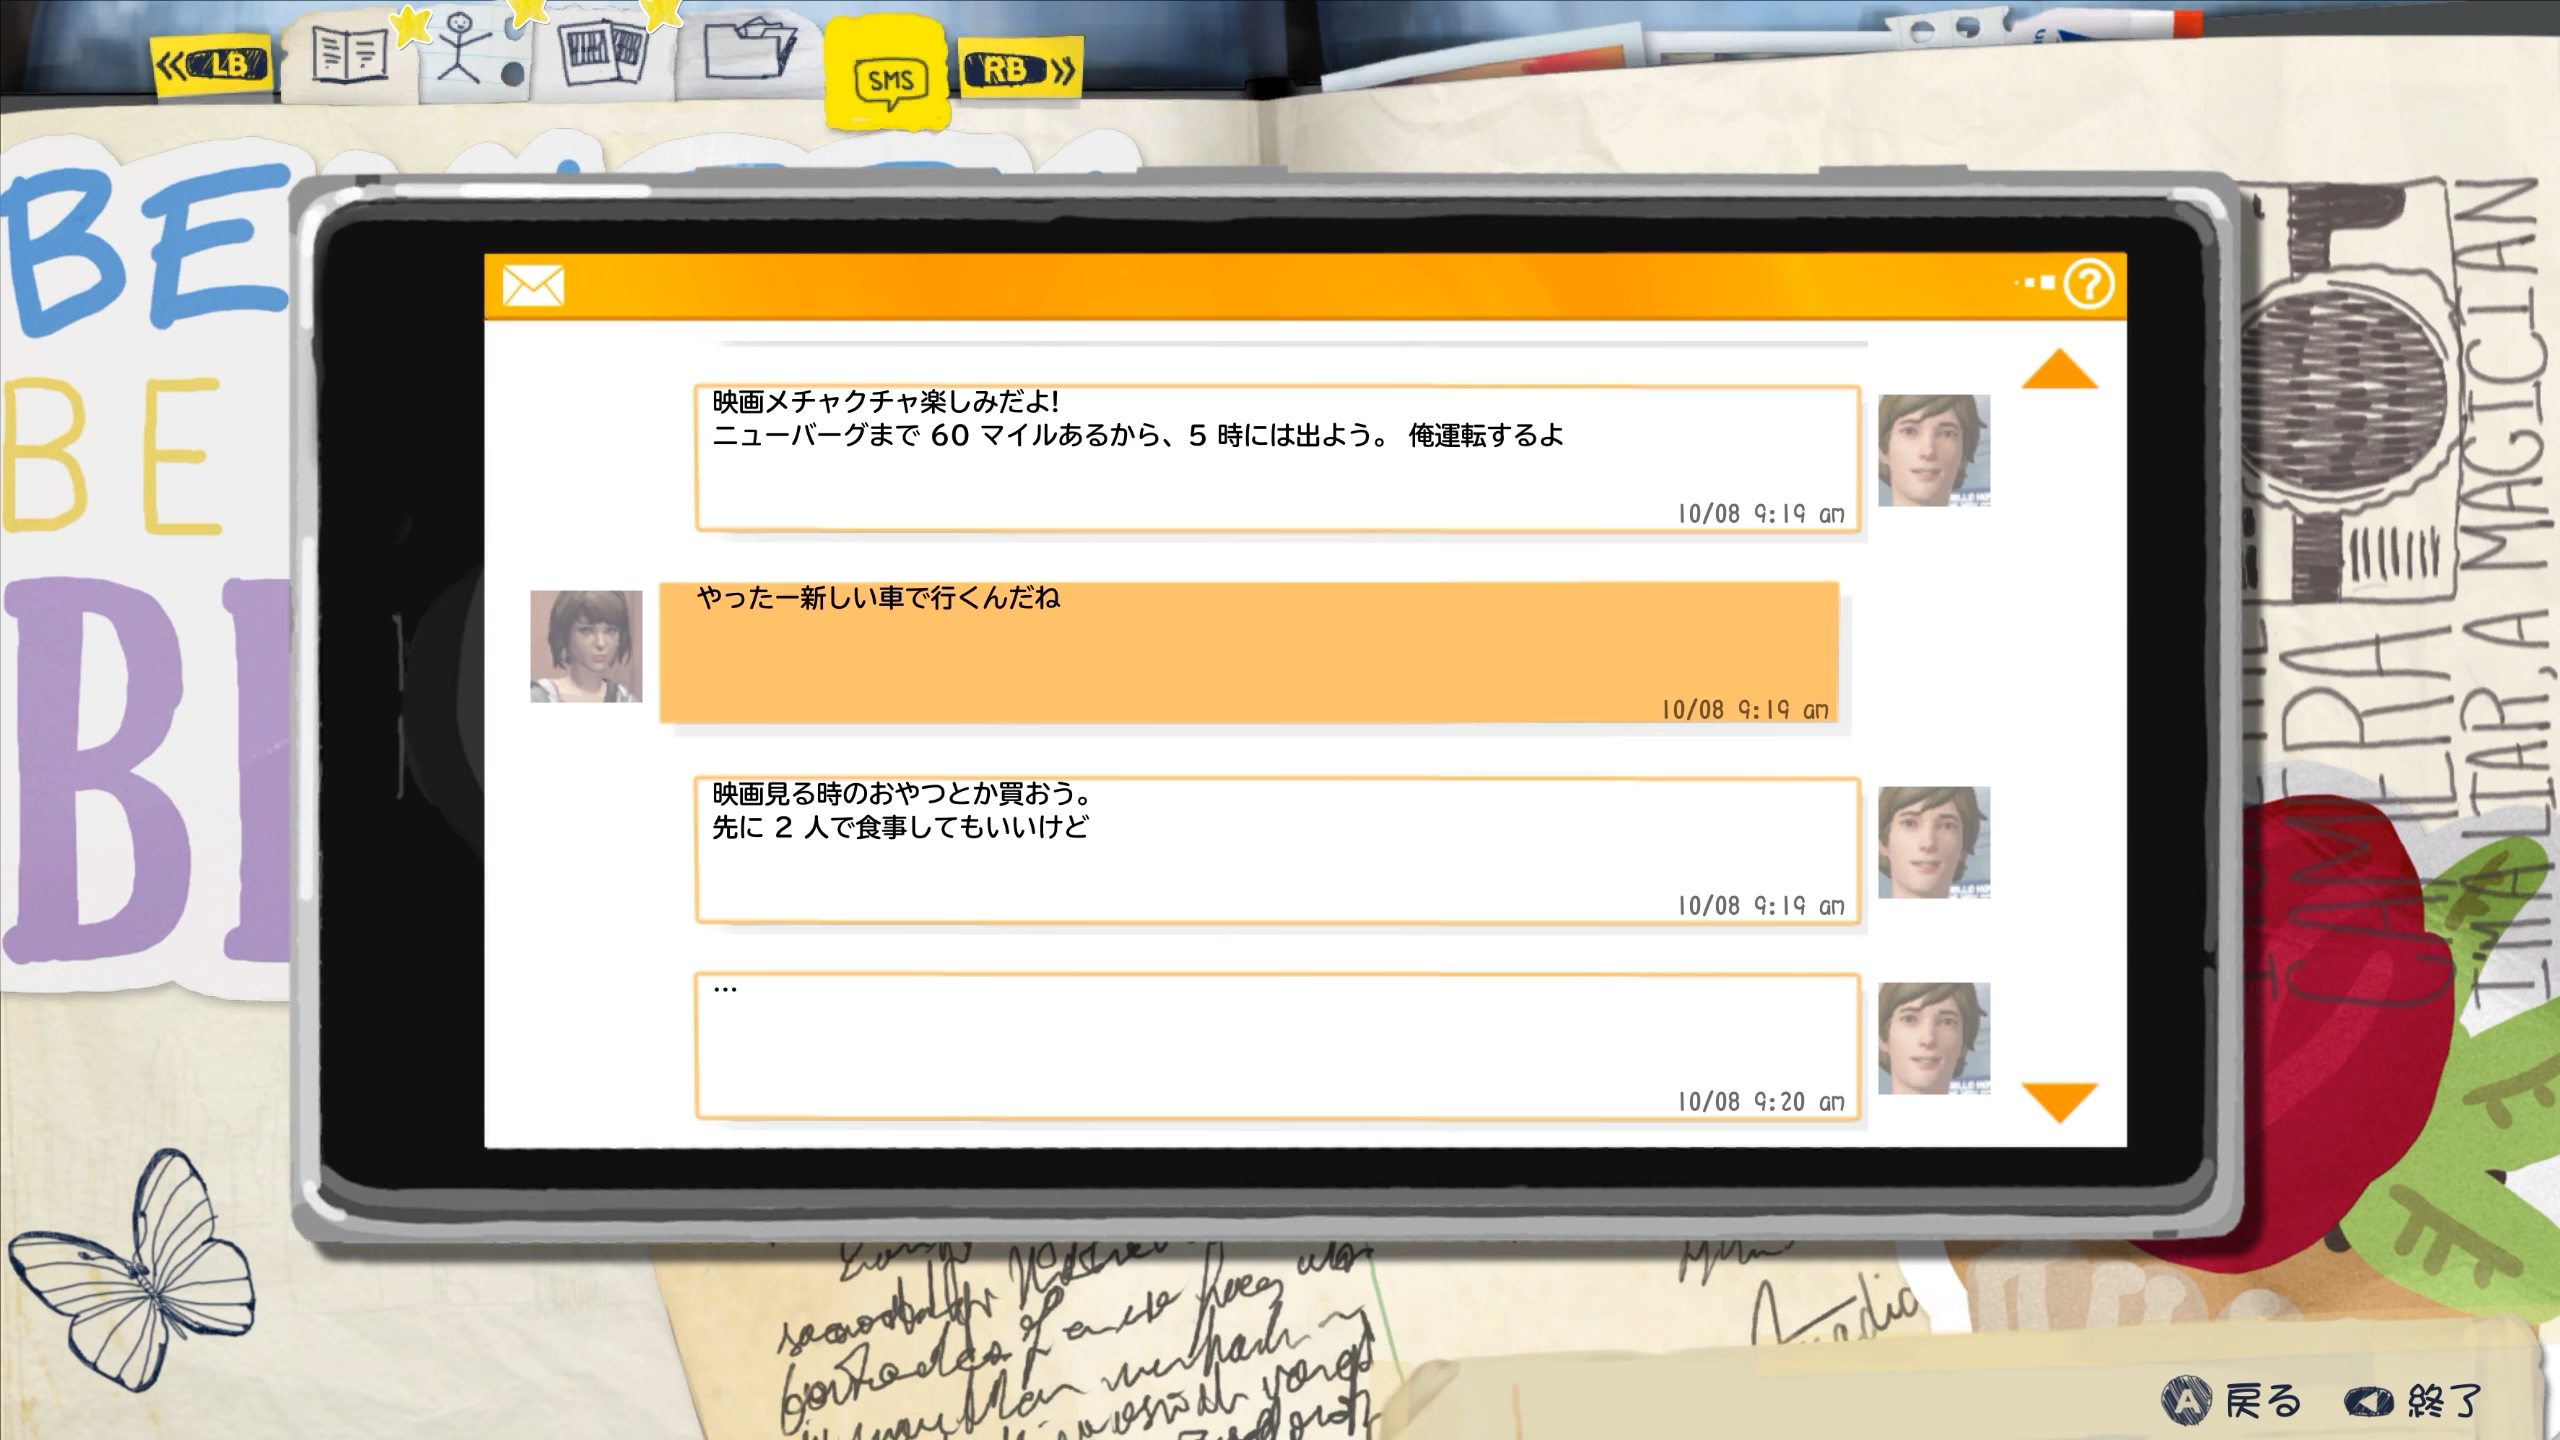 LB
SMS
RB
BE
BE
映画メチャクチャ楽しみだよ!
ニューバーグまで 60 マイルあるから、5 時には出よう。 俺運転するよ
10/08 9:19 am
やったー新しい車で行くんだね
10/08 9:19 am
映画見る時のおやつとか買おう。
先に 2 人で食事してもいいけど
10/08 9:19 am
...
10/08 9:20 am
CAMERA
I'M A LIAR, A MAGICIAN
A 戻る
終了